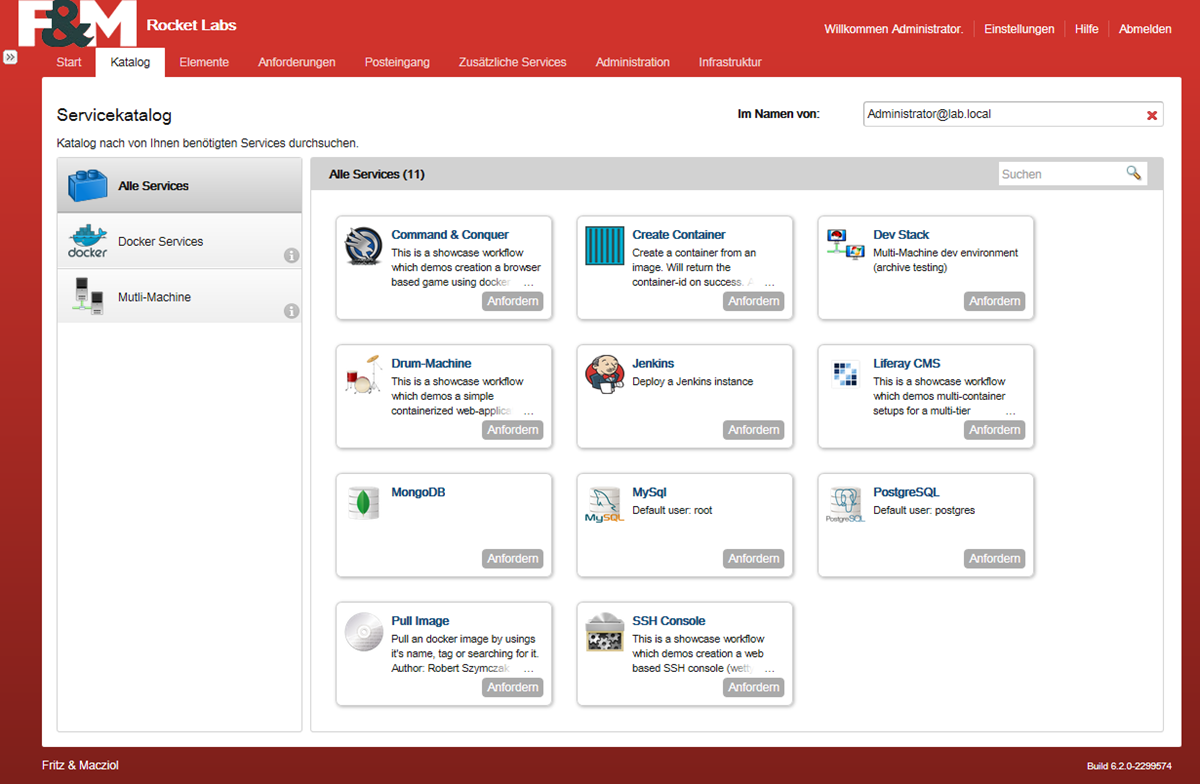 F&M
Rocket Labs
Willkommen Administrator.
Einstellungen
Hilfe
Abmelden
Start
Katalog
Elemente
Anforderungen
Posteingang
Zusätzliche Services
Administration
Infrastruktur
Servicekatalog
Im Namen von:
Administrator@lab.local
Katalog nach von Ihnen benötigten Services durchsuchen.
Alle Services
docker
Docker Services
Mutli-Machine
Alle Services (11)
Suchen
Command & Conquer
This is a showcase workflow
which demos creation a browser
based game using docker ...
Anfordern
Create Container
Create a container from an
image. Will return the
container-id on success. ...
Anfordern
Dev Stack
Multi-Machine dev environment
(archive testing)
Anfordern
Drum-Machine
This is a showcase workflow
which demos a simple
containerized web-applica ...
Anfordern
Jenkins
Deploy a Jenkins instance
Anfordern
Liferay CMS
This is a showcase workflow
which demos multi-container
setups for a multi-tier ...
Anfordern
MongoDB
Anfordern
MySQL
MySql
Default user: root
Anfordern
PostgreSQL
PostgreSQL
Default user: postgres
Anfordern
Pull Image
Pull an docker image by usings
it's name, tag or searching for it.
Author: Robert Szymczak ...
Anfordern
SSH Console
This is a showcase workflow
which demos creation a web
based SSH console (wetty ...
Anfordern
Fritz & Macziol
Build 6.2.0-2299574